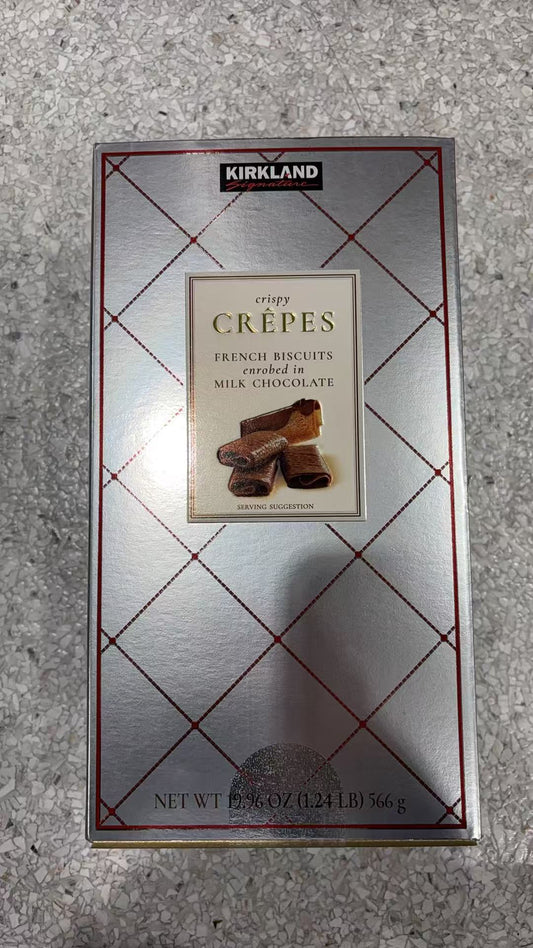 KIRKLAND
Signature
crispy
CRÊPES
FRENCH BISCUITS
enrobed in
MILK CHOCOLATE
SERVING SUGGESTION
NET WT 19.96 OZ (1.24 LB) 566 g